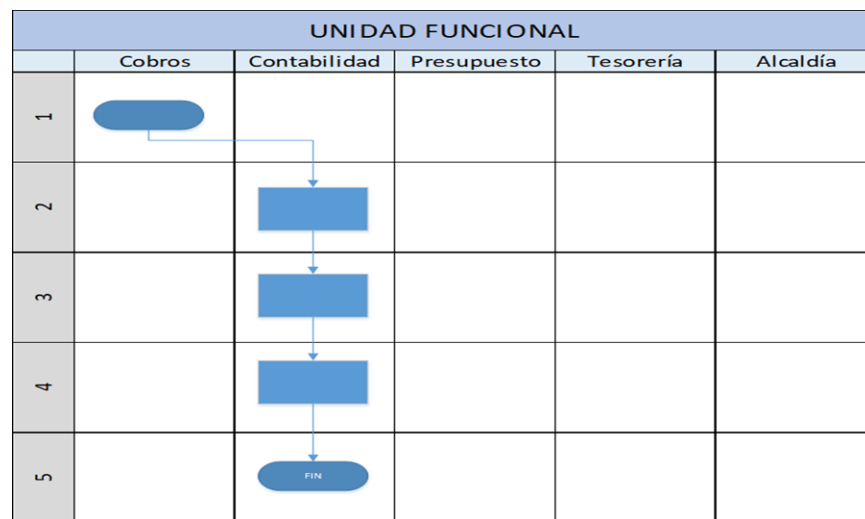 UNIDAD FUNCIONAL
Cobros Contabilidad Presupuesto Tesorería Alcaldía
1
2
3
4
5 FIN